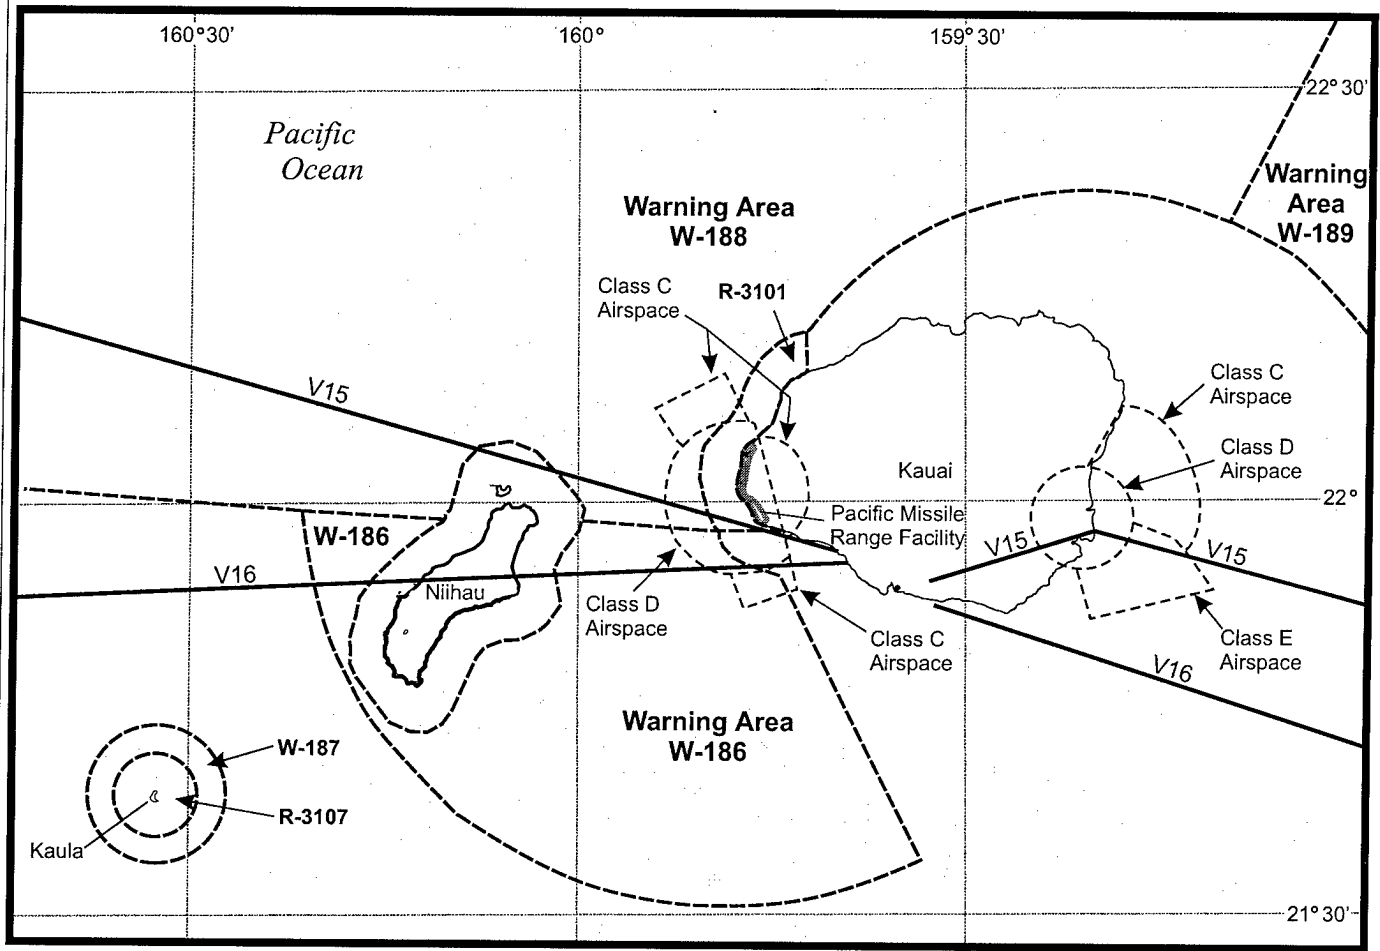 160°30'
160°
159°30'
22°30'
Pacific
Ocean
Warning
Area
W-189
Warning Area
W-188
Class C
Airspace
R-3101
V15
Class C
Airspace
Class D
Airspace
Kauai
22°
Pacific Missile
Range Facility
W-186
V15
V15
V16
Niihau
Class D
Airspace
Class C
Airspace
Class E
Airspace
V16
Warning Area
W-186
W-187
R-3107
Kaula
21°30'